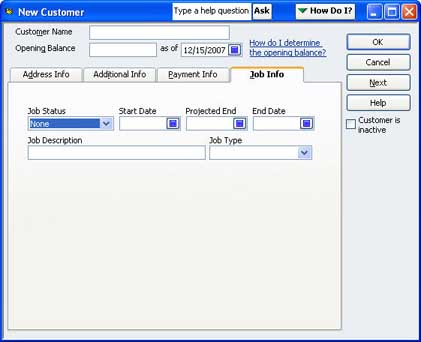 New Customer
Type a help question Ask
How Do I?
Customer Name
Opening Balance as of 12/15/2007
How do I determine
the opening balance?
OK
Cancel
Next
Help
Customer is
inactive
Address Info
Additional Info
Payment Info
Job Info
Job Status Start Date Projected End End Date
None
Job Description Job Type